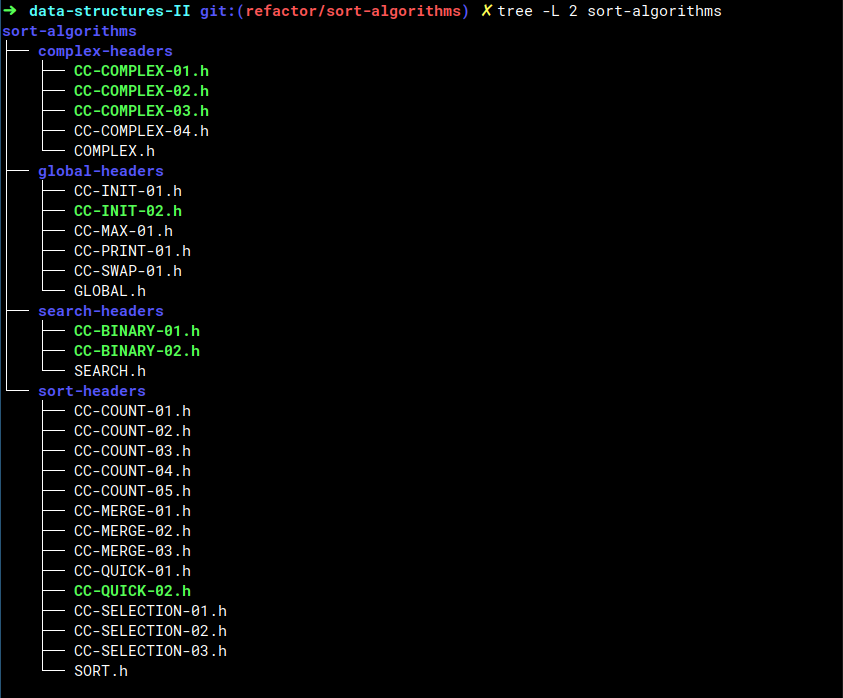 ➜ data-structures-II git:(refactor/sort-algorithms) ✗ tree -L 2 sort-algorithms
sort-algorithms
├── complex-headers
│   ├── CC-COMPLEX-01.h
│   ├── CC-COMPLEX-02.h
│   ├── CC-COMPLEX-03.h
│   ├── CC-COMPLEX-04.h
│   └── COMPLEX.h
├── global-headers
│   ├── CC-INIT-01.h
│   ├── CC-INIT-02.h
│   ├── CC-MAX-01.h
│   ├── CC-PRINT-01.h
│   ├── CC-SWAP-01.h
│   └── GLOBAL.h
├── search-headers
│   ├── CC-BINARY-01.h
│   ├── CC-BINARY-02.h
│   └── SEARCH.h
└── sort-headers
    ├── CC-COUNT-01.h
    ├── CC-COUNT-02.h
    ├── CC-COUNT-03.h
    ├── CC-COUNT-04.h
    ├── CC-COUNT-05.h
    ├── CC-MERGE-01.h
    ├── CC-MERGE-02.h
    ├── CC-MERGE-03.h
    ├── CC-QUICK-01.h
    ├── CC-QUICK-02.h
    ├── CC-SELECTION-01.h
    ├── CC-SELECTION-02.h
    ├── CC-SELECTION-03.h
    └── SORT.h